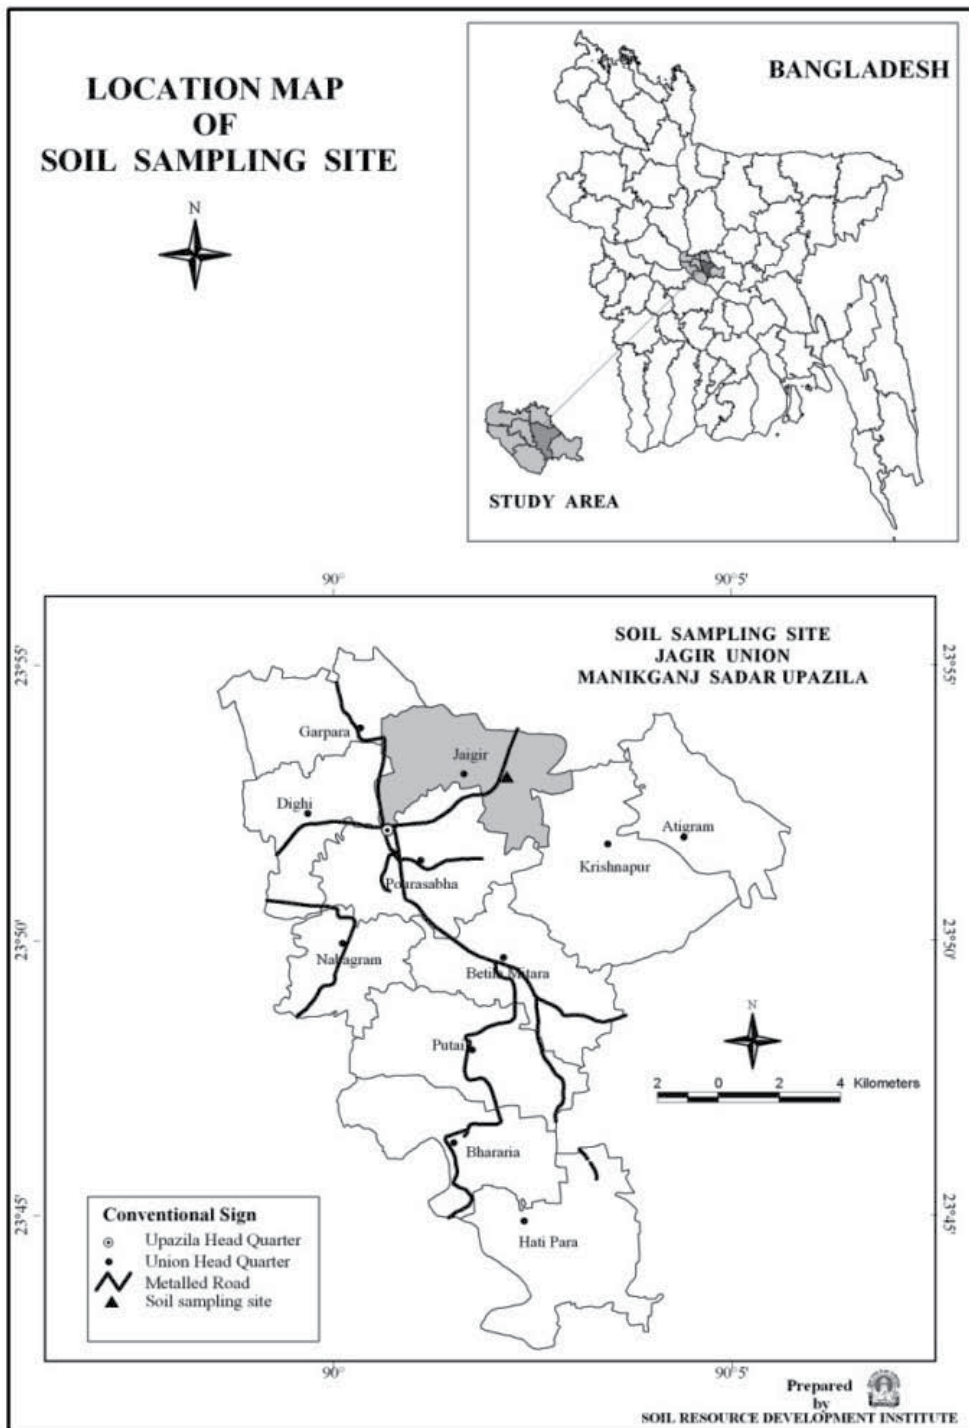 LOCATION MAP
OF
SOIL SAMPLING SITE
N
BANGLADESH
STUDY AREA
90°
90°5'
SOIL SAMPLING SITE
JAGIR UNION
MANIKGANJ SADAR UPAZILA
23°55'
23°55'
Garpara
Jaigir
Dighi
Atigram
Krishnapur
Pourasabha
23°50'
23°50'
Nabagram
Betila Mitara
N
Putai
2 0 2 4 Kilometers
Bhararia
23°45'
23°45'
Hati Para
Conventional Sign
Upazila Head Quarter
Union Head Quarter
Metalled Road
Soil sampling site
90°
90°5'
Prepared
by
SOIL RESOURCE DEVELOPMENT INSTITUTE